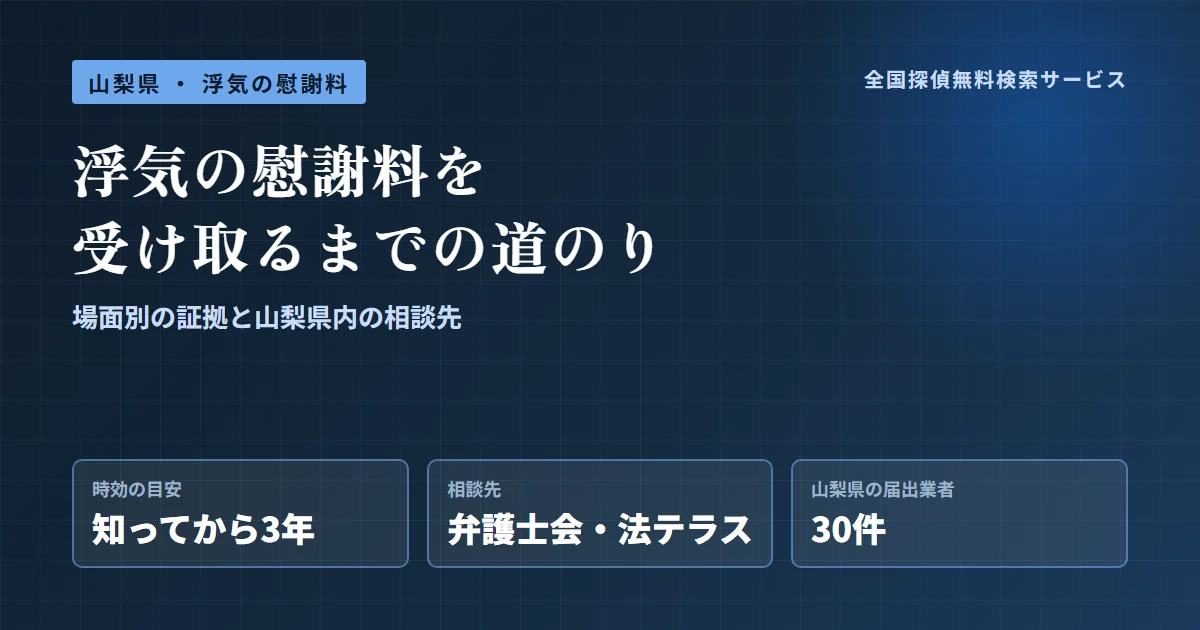 山梨県 ・ 浮気の慰謝料
全国探偵無料検索サービス
浮気の慰謝料を
受け取るまでの道のり
場面別の証拠と山梨県内の相談先
時効の目安
知ってから3年
相談先
弁護士会・法テラス
山梨県の届出業者
30件